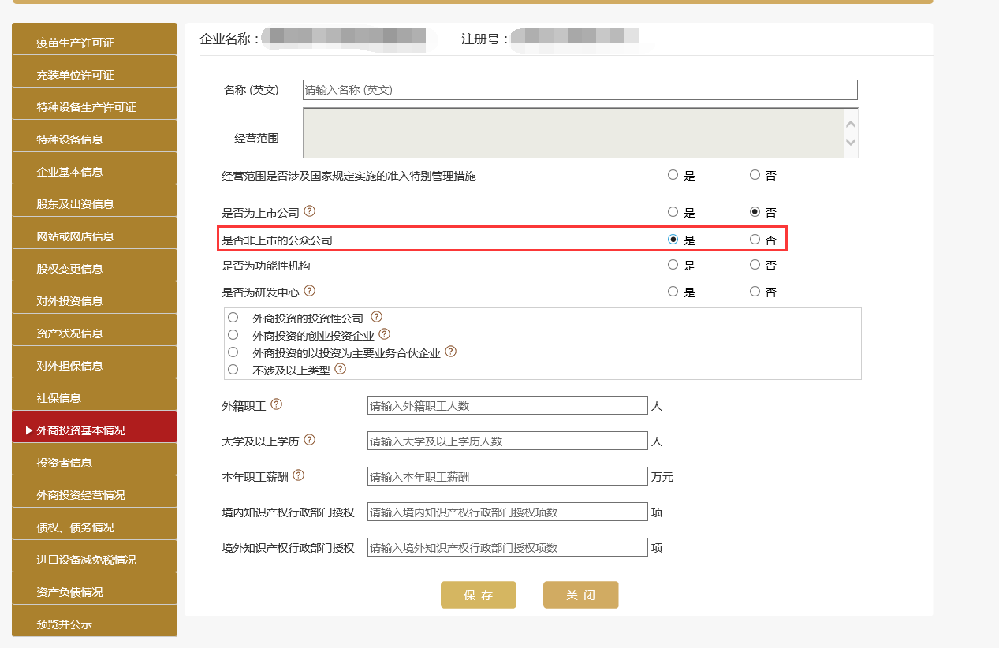 疫苗生产许可证
充装单位许可证
特种设备生产许可证
特种设备信息
企业基本信息
股东及出资信息
网站或网店信息
股权变更信息
对外投资信息
资产状况信息
对外担保信息
社保信息
外商投资基本情况
投资者信息
外商投资经营情况
债权、债务情况
进口设备减免税情况
资产负债情况
预览并公示
企业名称: 注册号:
名称 (英文) 请输入名称 (英文)
经营范围
经营范围是否涉及国家规定实施的准入特别管理措施 是 否
是否为上市公司 ? 是 否
是否非上市的公众公司 是 否
是否为功能性机构 是 否
是否为研发中心 ? 是 否
外商投资的投资性公司 ?
外商投资的创业投资企业 ?
外商投资的以投资为主要业务合伙企业 ?
不涉及以上类型 ?
外籍职工 ? 请输入外籍职工人数 人
大学及以上学历 ? 请输入大学及以上学历人数 人
本年职工薪酬 ? 请输入本年职工薪酬 万元
境内知识产权行政部门授权 请输入境内知识产权行政部门授权项数 项
境外知识产权行政部门授权 请输入境外知识产权行政部门授权项数 项
保 存 关 闭